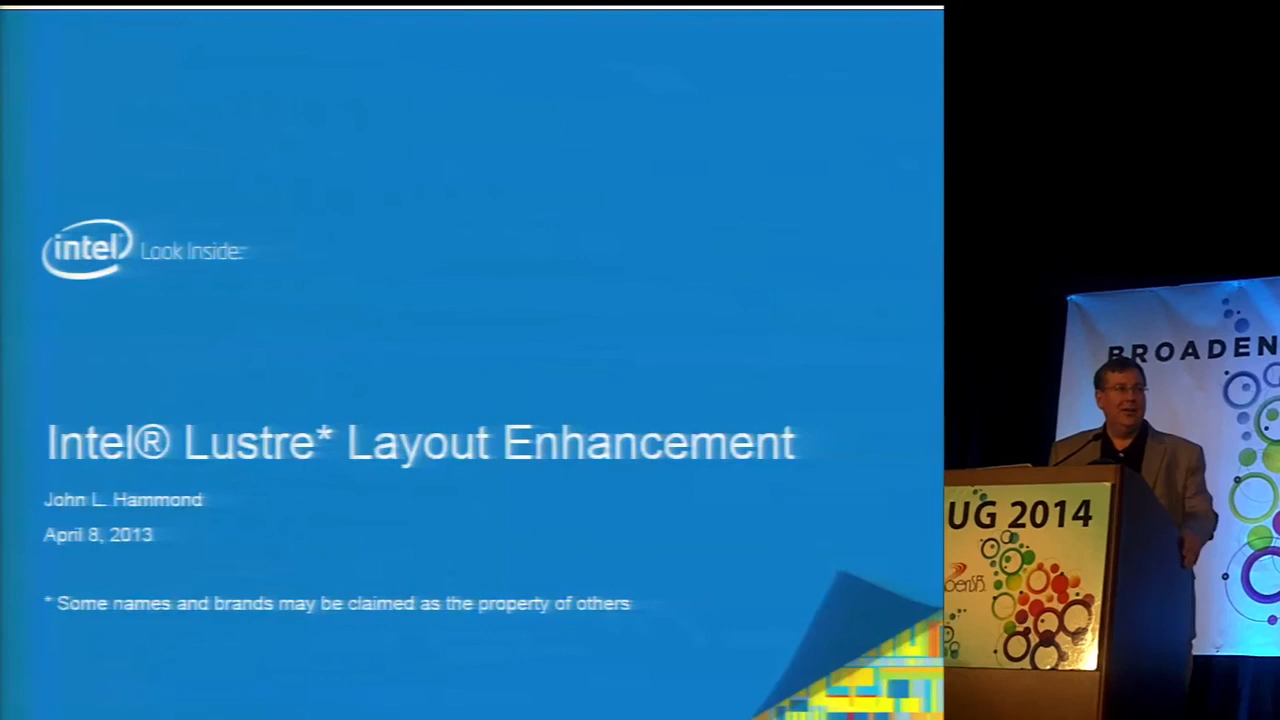 intel Look Inside.™
Intel® Lustre* Layout Enhancement
John L. Hammond
April 8, 2013
* Some names and brands may be claimed as the property of others
BROADEN
UG 2014